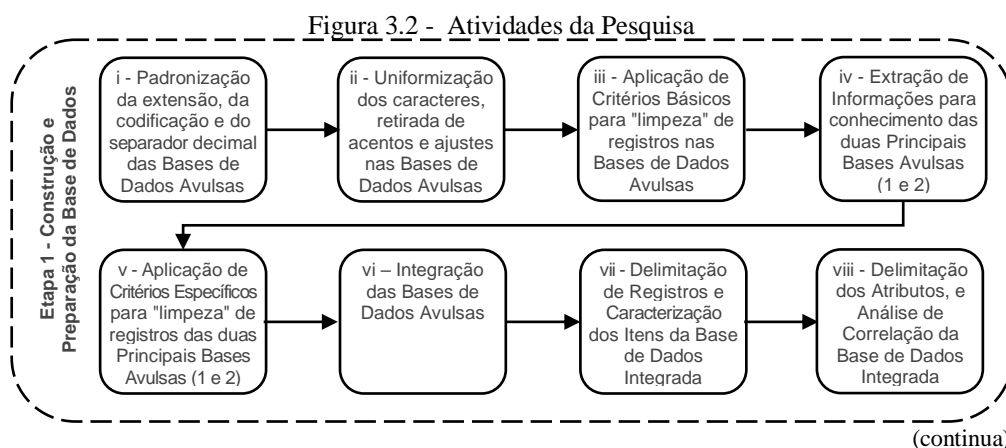 Figura 3.2 - Atividades da Pesquisa
Etapa 1 - Construção e
Preparação da Base de Dados
i - Padronização
da extensão, da
codificação e do
separador decimal
das Bases de
Dados Avulsas
ii - Uniformização
dos caracteres,
retirada de
acentos e ajustes
nas Bases de
Dados Avulsas
iii - Aplicação de
Critérios Básicos
para "limpeza" de
registros nas
Bases de Dados
Avulsas
iv - Extração de
Informações para
conhecimento das
duas Principais
Bases Avulsas
(1 e 2)
v - Aplicação de
Critérios Específicos
para "limpeza" de
registros das duas
Principais Bases
Avulsas (1 e 2)
vi – Integração
das Bases de
Dados Avulsas
vii - Delimitação
de Registros e
Caracterização
dos Itens da Base
de Dados
Integrada
viii - Delimitação
dos Atributos, e
Análise de
Correlação da
Base de Dados
Integrada
(continua)